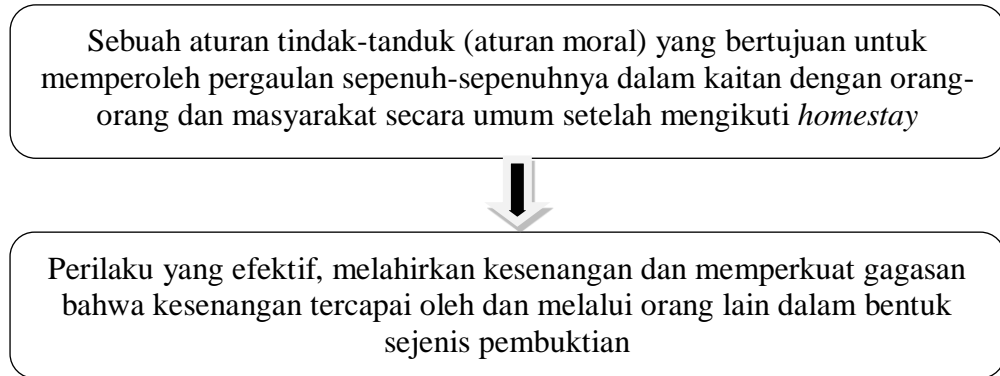 Sebuah aturan tindak-tanduk (aturan moral) yang bertujuan untuk
memperoleh pergaulan sepenuh-sepenuhnya dalam kaitan dengan orang-
orang dan masyarakat secara umum setelah mengikuti homestay
Perilaku yang efektif, melahirkan kesenangan dan memperkuat gagasan
bahwa kesenangan tercapai oleh dan melalui orang lain dalam bentuk
sejenis pembuktian